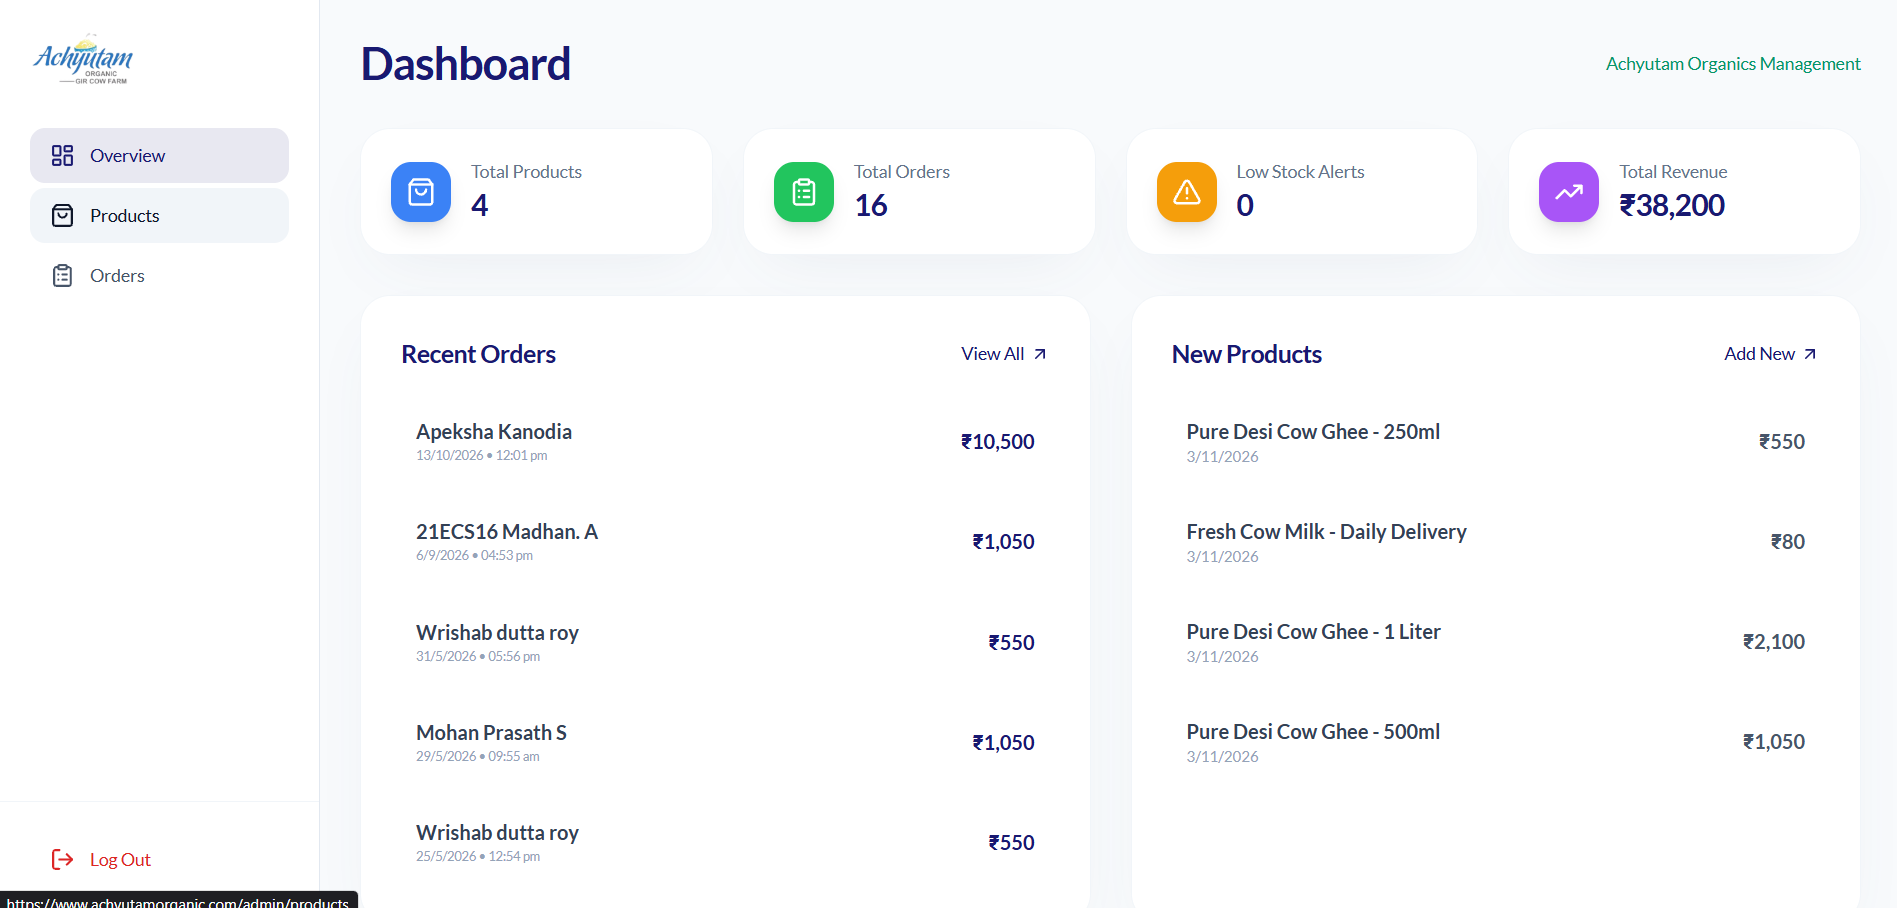 Achyutam
ORGANIC
GIR COW FARM
Overview
Products
Orders
Log Out
https://www.achyutamorganic.com/admin/products
Dashboard
Achyutam Organics Management
Total Products
4
Total Orders
16
Low Stock Alerts
0
Total Revenue
₹38,200
Recent Orders
View All
Apeksha Kanodia
13/10/2026 • 12:01 pm
₹10,500
21ECS16 Madhan. A
6/9/2026 • 04:53 pm
₹1,050
Wrishab dutta roy
31/5/2026 • 05:56 pm
₹550
Mohan Prasath S
29/5/2026 • 09:55 am
₹1,050
Wrishab dutta roy
25/5/2026 • 12:54 pm
₹550
New Products
Add New
Pure Desi Cow Ghee - 250ml
3/11/2026
₹550
Fresh Cow Milk - Daily Delivery
3/11/2026
₹80
Pure Desi Cow Ghee - 1 Liter
3/11/2026
₹2,100
Pure Desi Cow Ghee - 500ml
3/11/2026
₹1,050